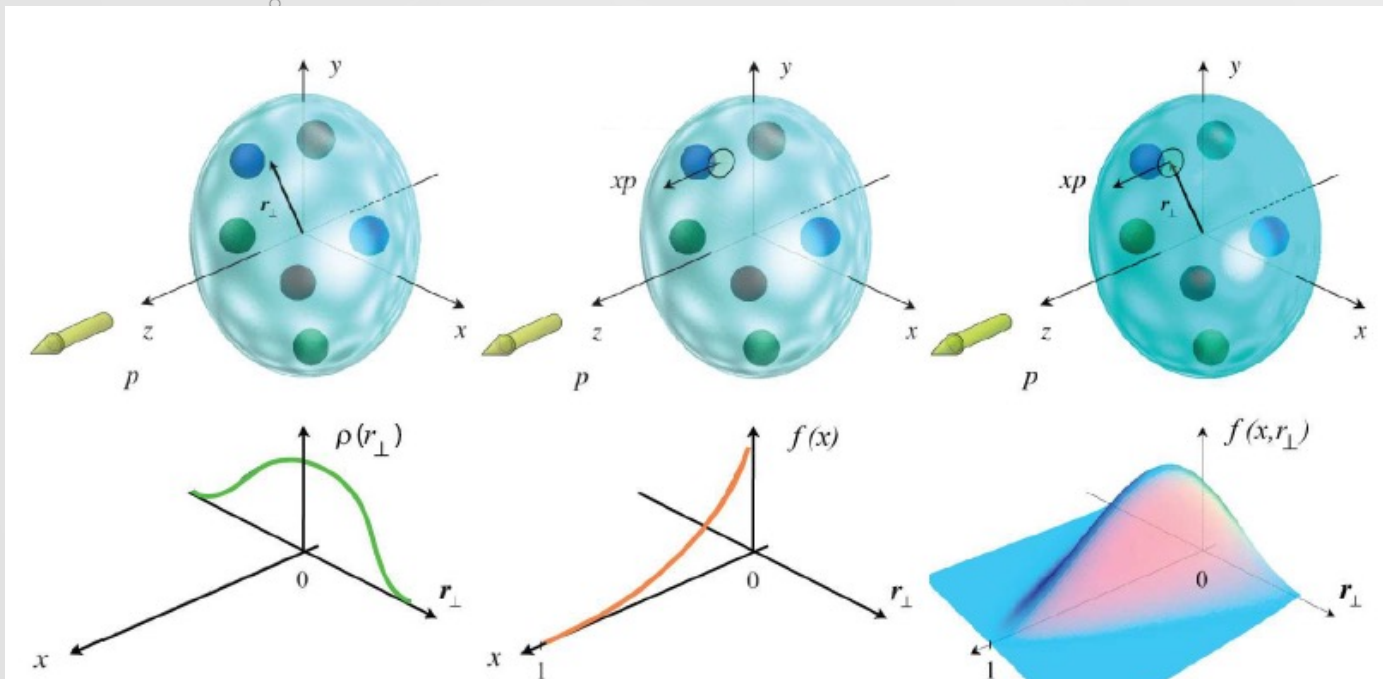 y
r⊥
z
x
p
y
xp
z
x
p
y
xp
r⊥
z
x
p
ρ(r⊥)
0
r⊥
x
f(x)
0
r⊥
x
1
f(x,r⊥)
0
r⊥
1